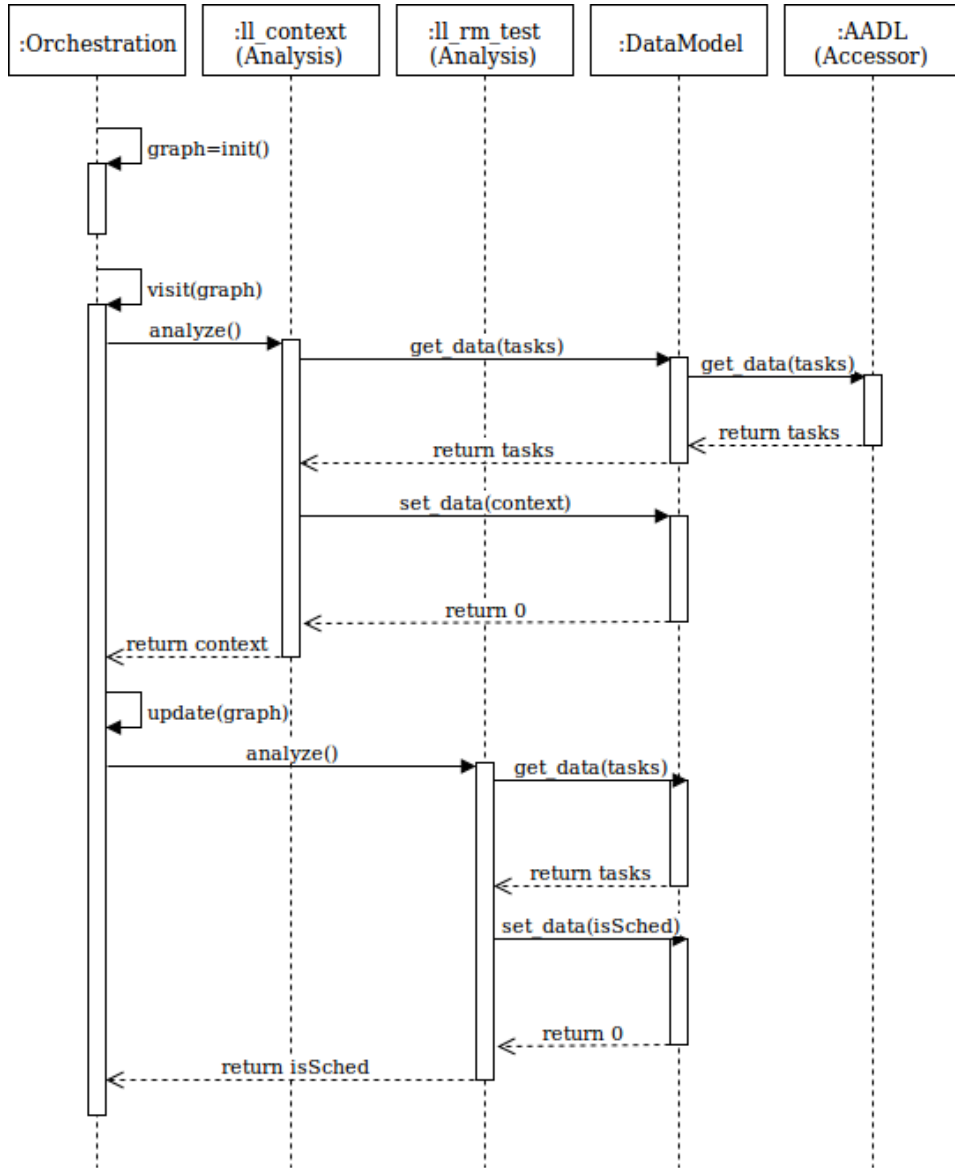 :Orchestration
:ll_context
(Analysis)
:ll_rm_test
(Analysis)
:DataModel
:AADL
(Accessor)
graph=init()
visit(graph)
analyze()
get_data(tasks)
get_data(tasks)
return tasks
return tasks
set_data(context)
return 0
return context
update(graph)
analyze()
get_data(tasks)
return tasks
set_data(isSched)
return 0
return isSched